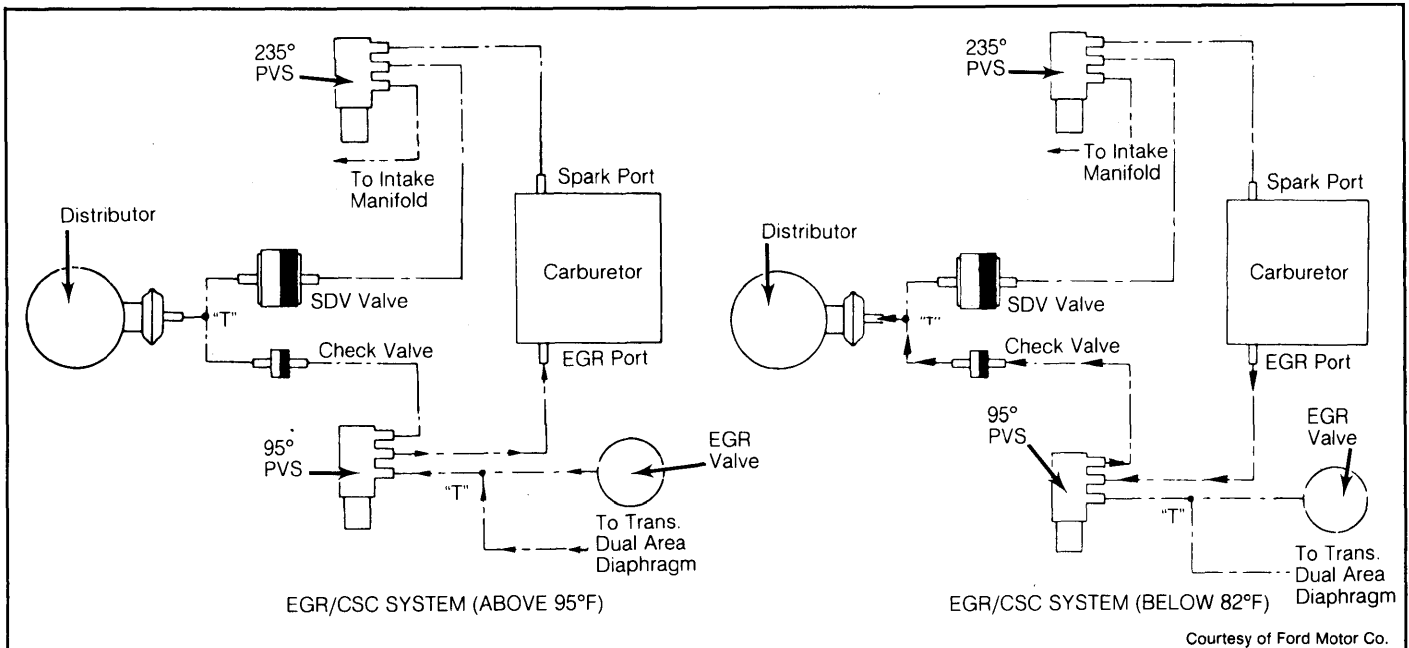 235°
PVS
To Intake
Manifold
Spark Port
Distributor
Carburetor
SDV Valve
"T"
Check Valve
EGR Port
95°
PVS
EGR
Valve
"T"
To Trans.
Dual Area
Diaphragm
EGR/CSC SYSTEM (ABOVE 95°F)
235°
PVS
To Intake
Manifold
Spark Port
Distributor
Carburetor
SDV Valve
"T"
Check Valve
EGR Port
95°
PVS
EGR
Valve
"T"
To Trans.
Dual Area
Diaphragm
EGR/CSC SYSTEM (BELOW 82°F)
Courtesy of Ford Motor Co.